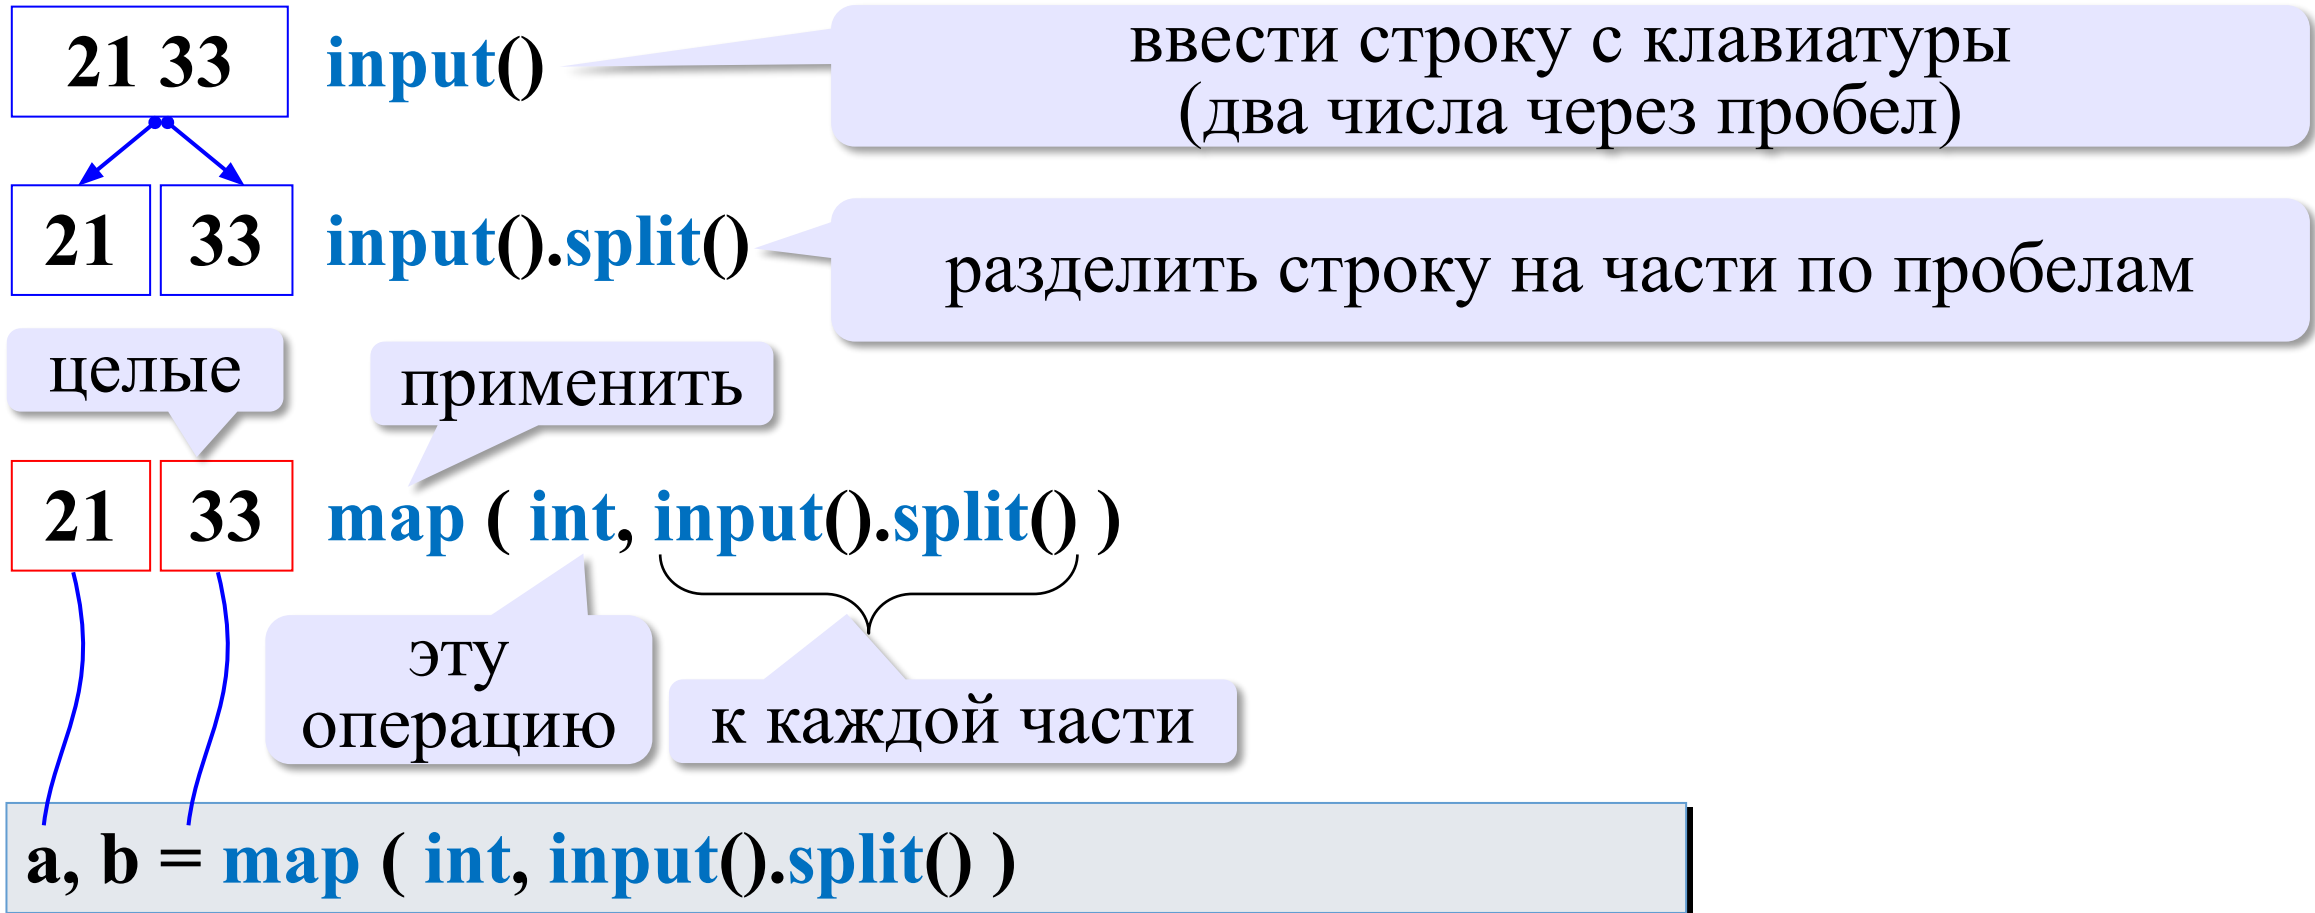 21 33 input() ввести строку с клавиатуры
(два числа через пробел)
21 33 input().split() разделить строку на части по пробелам
целые применить
21 33 map ( int, input().split() )
эту
операцию
к каждой части
a, b = map ( int, input().split() )